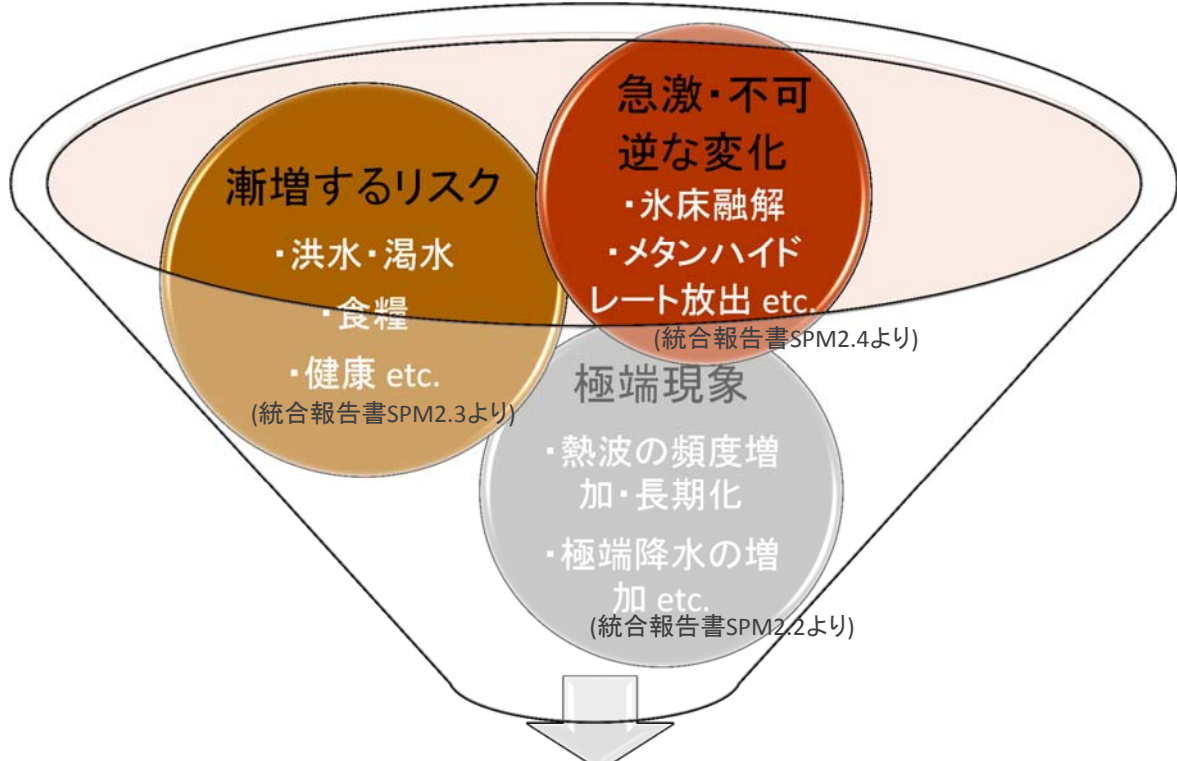 漸増するリスク
・洪水・渇水
・食糧
・健康 etc.
(統合報告書SPM2.3より)
急激・不可
逆な変化
・氷床融解
・メタンハイド
レート放出 etc.
(統合報告書SPM2.4より)
極端現象
・熱波の頻度増
加・長期化
・極端降水の増
加 etc.
(統合報告書SPM2.2より)